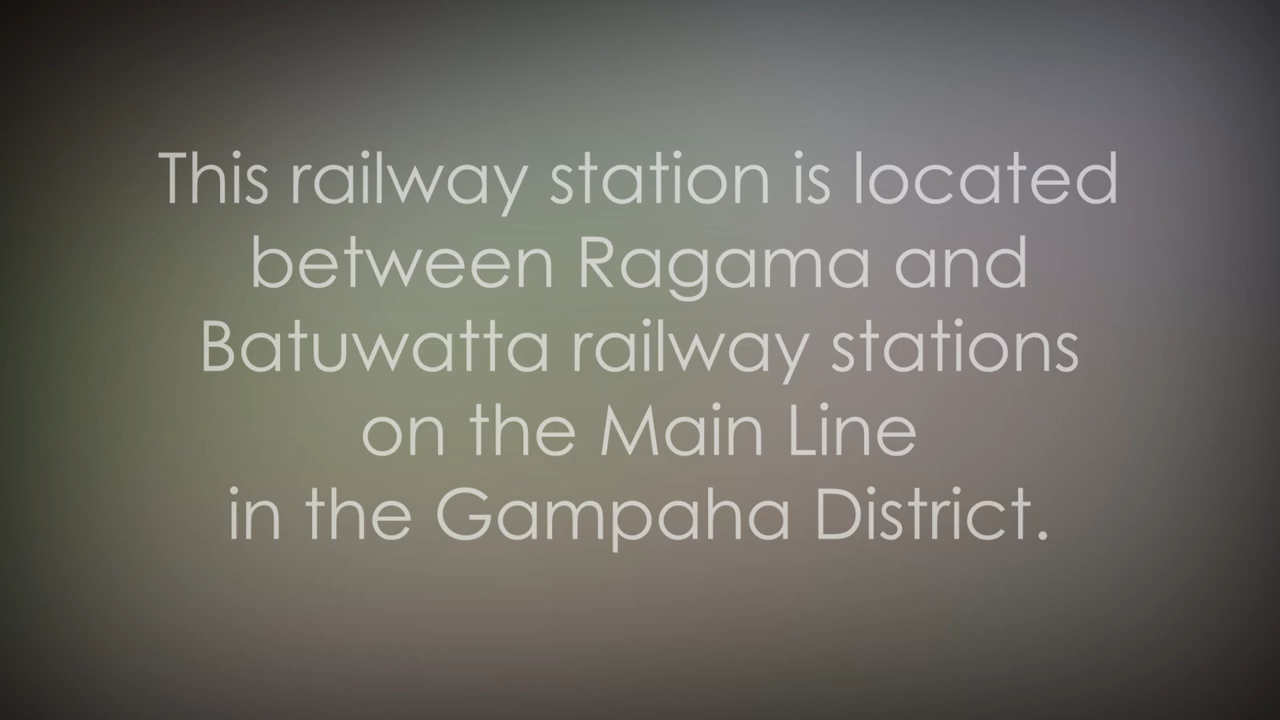 This railway station is located
between Ragama and
Batuwatta railway stations
on the Main Line
in the Gampaha District.